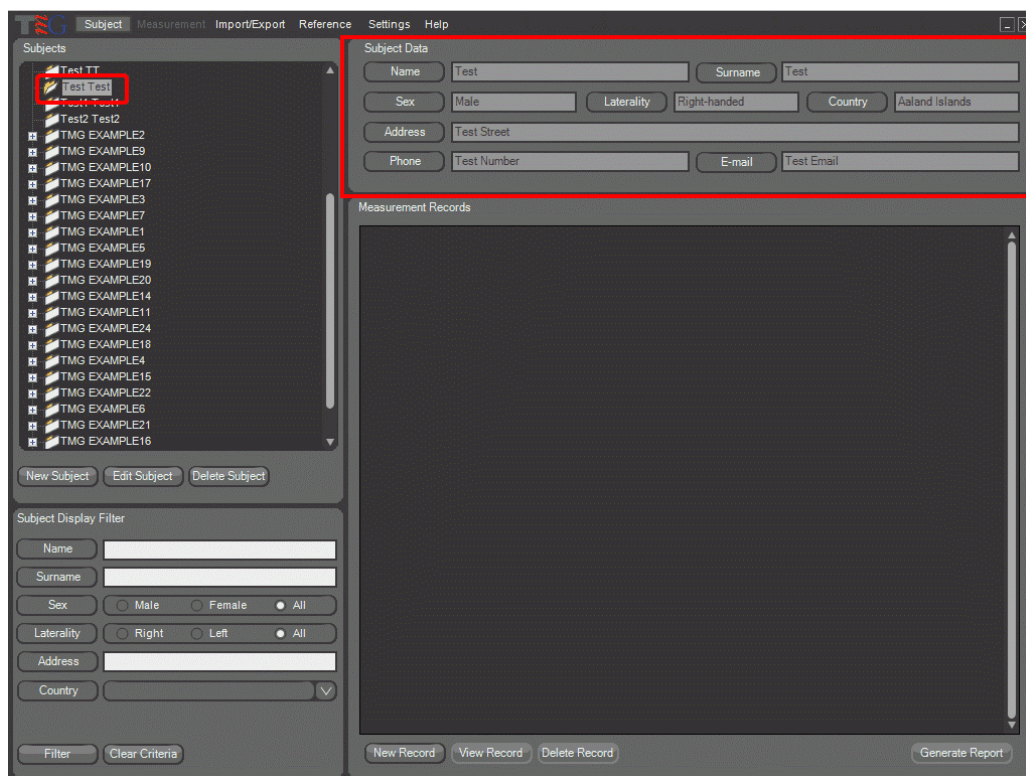 TMG Subject Measurement Import/Export Reference Settings Help
Subjects
Test TT
Test Test
Test1 Test1
Test2 Test2
TMG EXAMPLE2
TMG EXAMPLE9
TMG EXAMPLE10
TMG EXAMPLE17
TMG EXAMPLE3
TMG EXAMPLE7
TMG EXAMPLE1
TMG EXAMPLE5
TMG EXAMPLE19
TMG EXAMPLE20
TMG EXAMPLE14
TMG EXAMPLE11
TMG EXAMPLE24
TMG EXAMPLE18
TMG EXAMPLE4
TMG EXAMPLE15
TMG EXAMPLE22
TMG EXAMPLE6
TMG EXAMPLE21
TMG EXAMPLE16
New Subject Edit Subject Delete Subject
Subject Display Filter
Name
Surname
Sex Male Female All
Laterality Right Left All
Address
Country
Filter Clear Criteria
Subject Data
Name Test Surname Test
Sex Male Laterality Right-handed Country Aaland Islands
Address Test Street
Phone Test Number E-mail Test Email
Measurement Records
New Record View Record Delete Record Generate Report